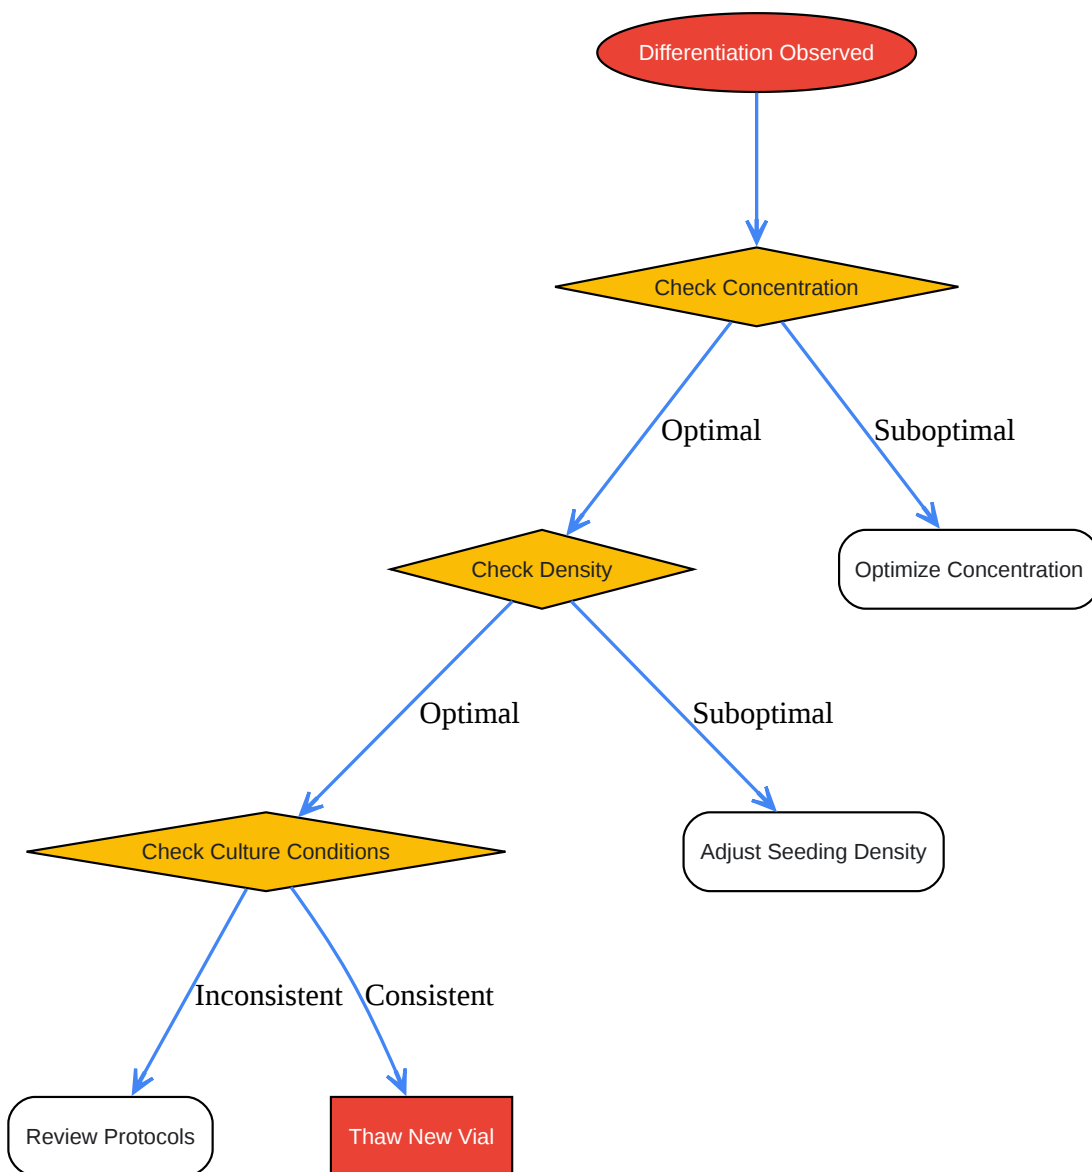 Differentiation Observed
Check Concentration
Optimal
Suboptimal
Check Density
Optimize Concentration
Optimal
Suboptimal
Check Culture Conditions
Adjust Seeding Density
Inconsistent
Consistent
Review Protocols
Thaw New Vial